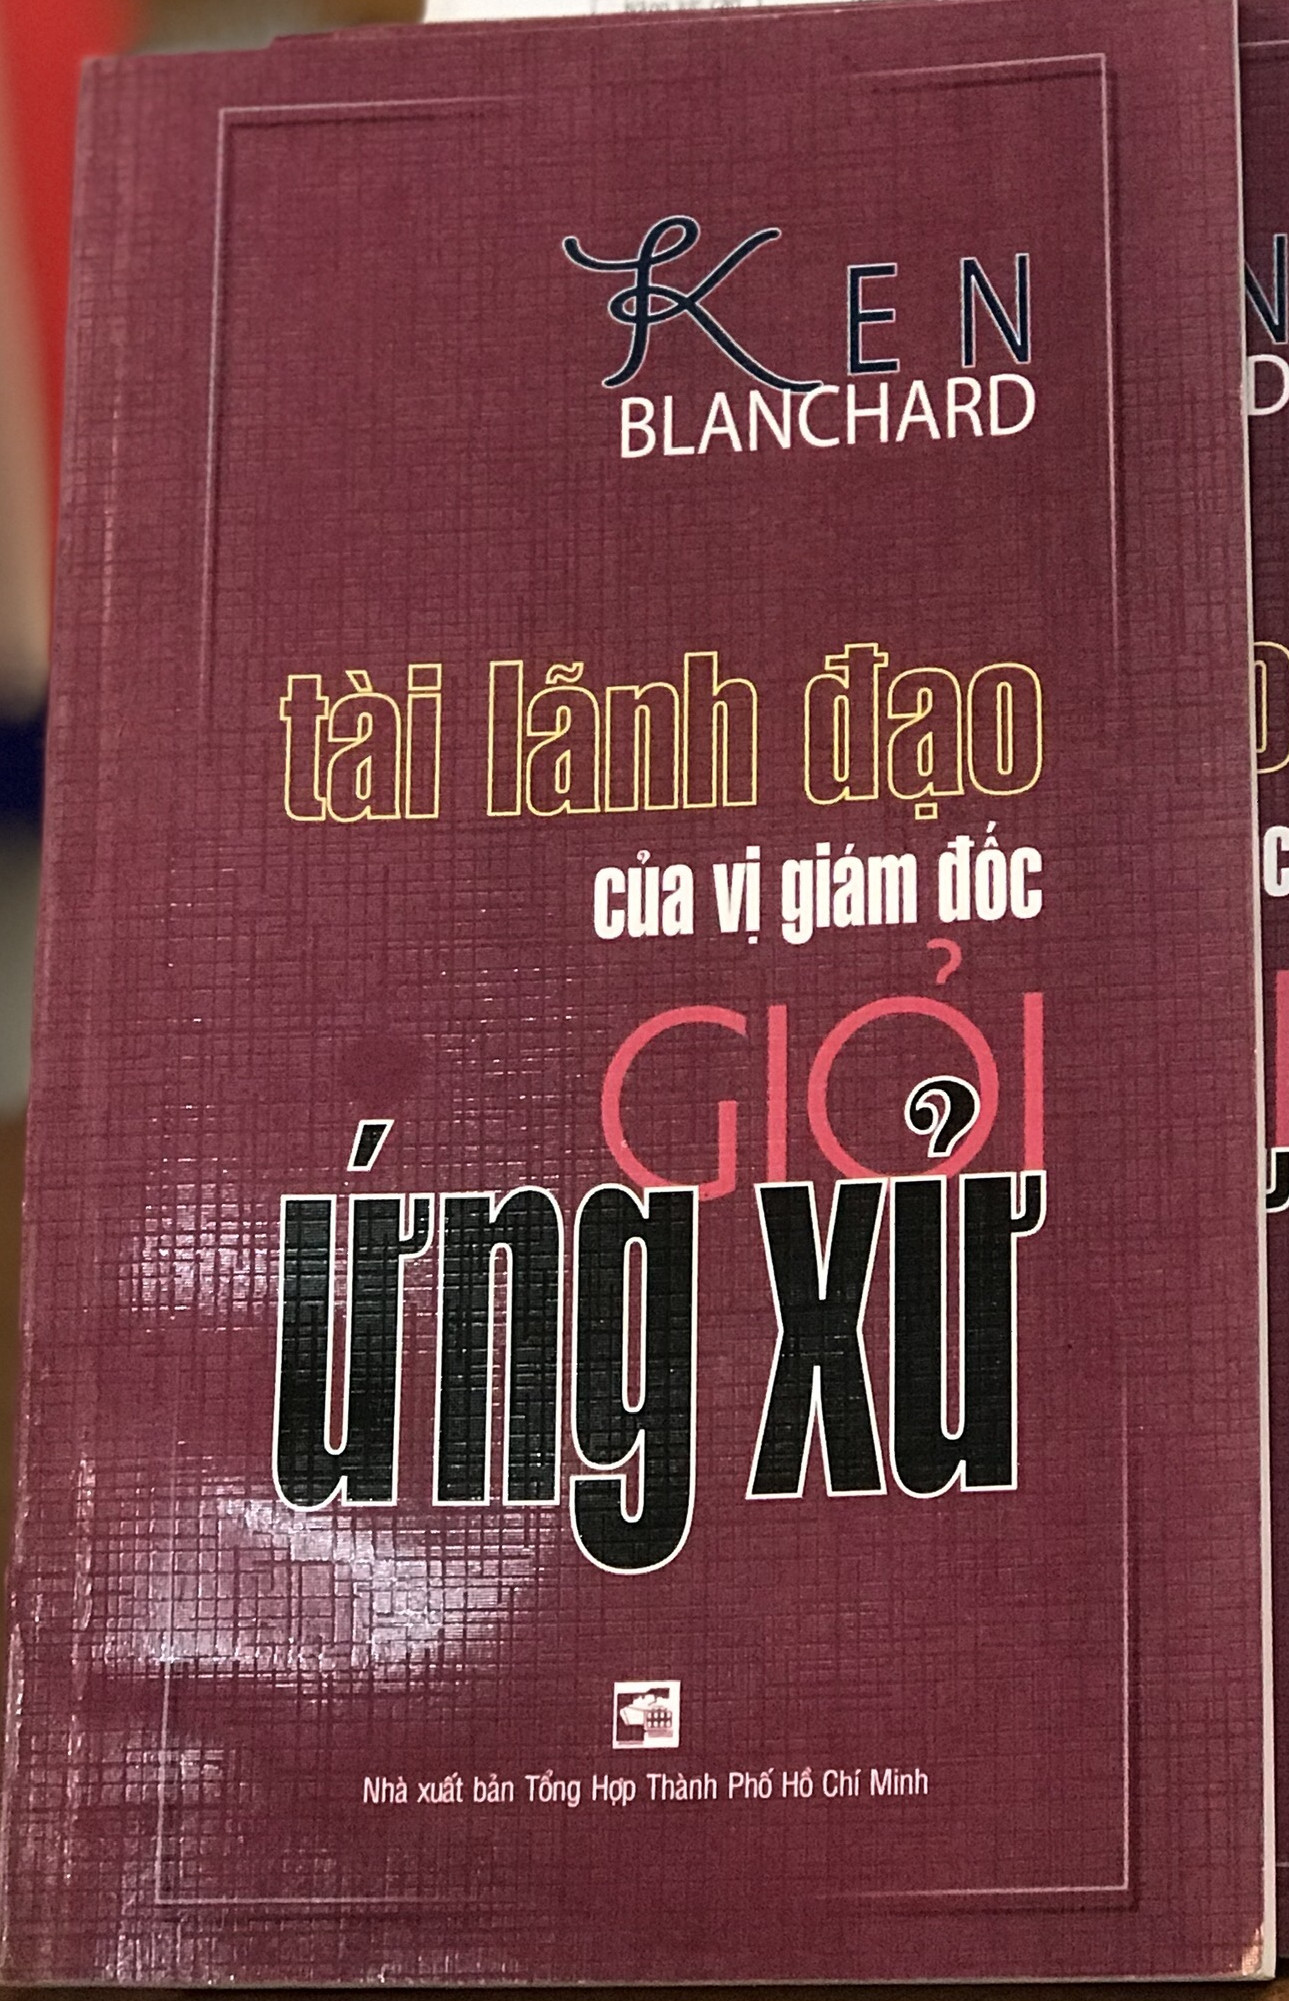 KEN
BLANCHARD
tài lãnh đạo
của vị giám đốc
GIỎI
ứng xử
Nhà xuất bản Tổng Hợp Thành Phố Hồ Chí Minh